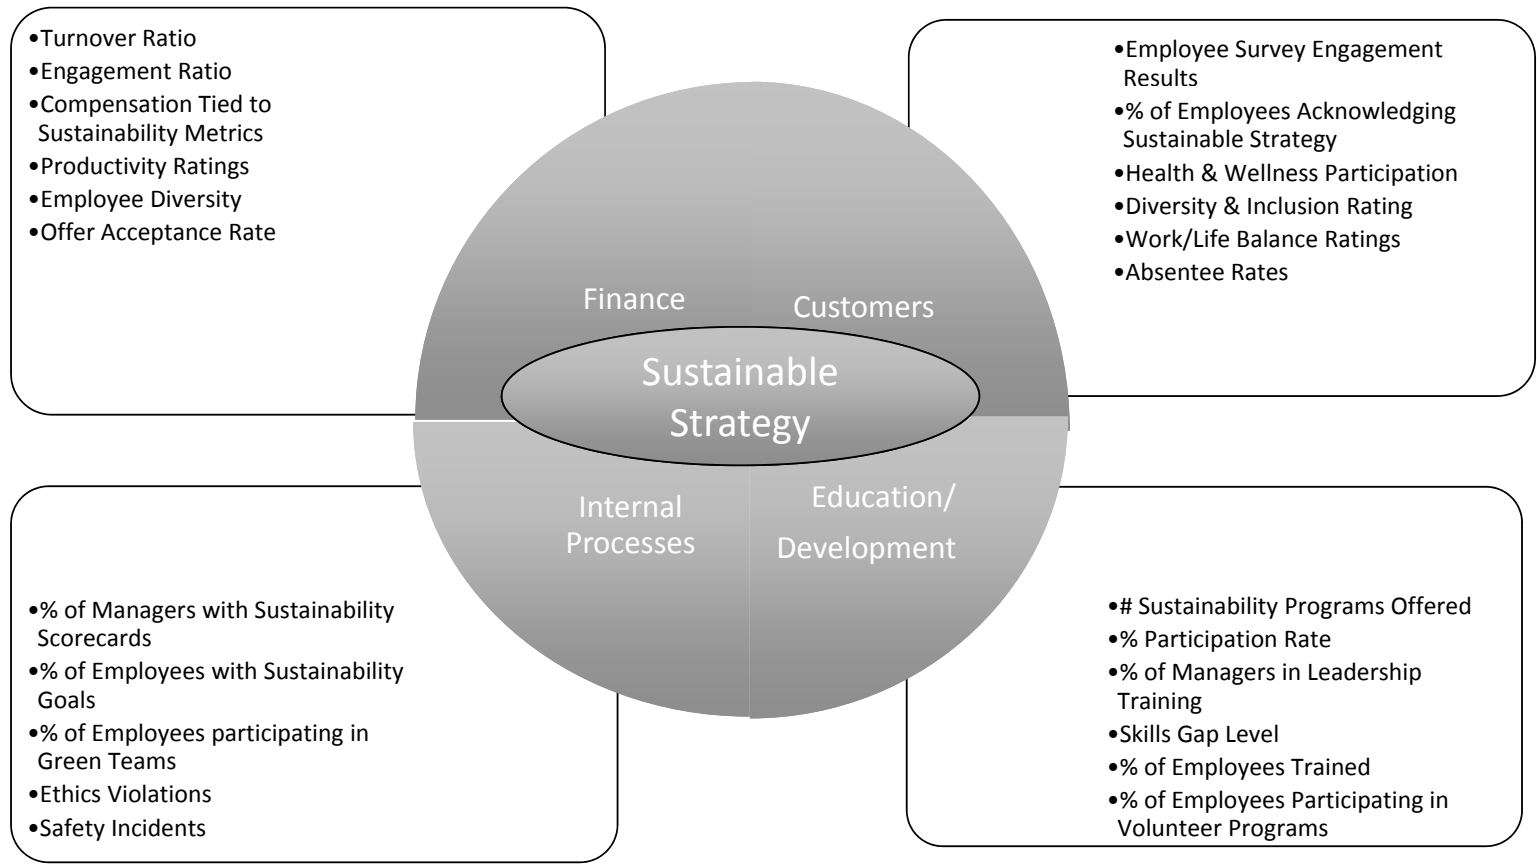 •Turnover Ratio
•Engagement Ratio
•Compensation Tied to
Sustainability Metrics
•Productivity Ratings
•Employee Diversity
•Offer Acceptance Rate
•Employee Survey Engagement
Results
•% of Employees Acknowledging
Sustainable Strategy
•Health & Wellness Participation
•Diversity & Inclusion Rating
•Work/Life Balance Ratings
•Absentee Rates
Finance
Customers
Sustainable
Strategy
Internal
Processes
Education/
Development
•% of Managers with Sustainability
Scorecards
•% of Employees with Sustainability
Goals
•% of Employees participating in
Green Teams
•Ethics Violations
•Safety Incidents
•# Sustainability Programs Offered
•% Participation Rate
•% of Managers in Leadership
Training
•Skills Gap Level
•% of Employees Trained
•% of Employees Participating in
Volunteer Programs